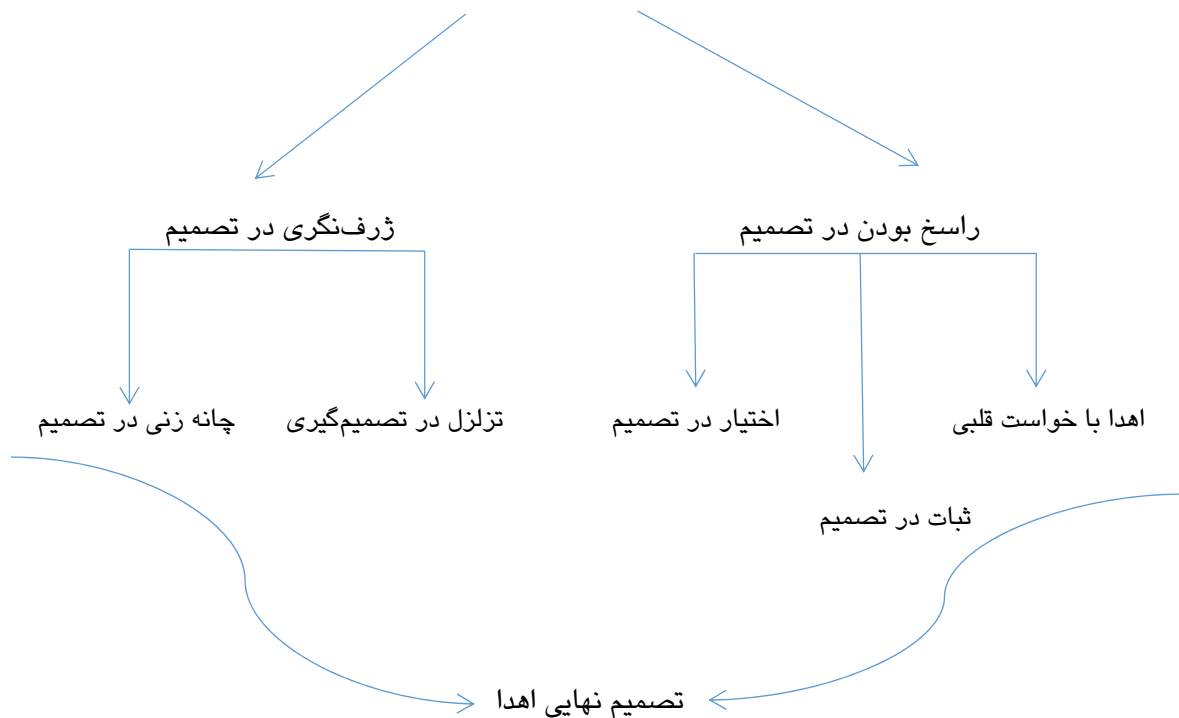 راسخ بودن در تصمیم
ژرف‌نگری در تصمیم
اهدا با خواست قلبی
اختیار در تصمیم
تزلزل در تصمیم‌گیری
چانه زنی در تصمیم
ثبات در تصمیم
تصمیم نهایی اهدا